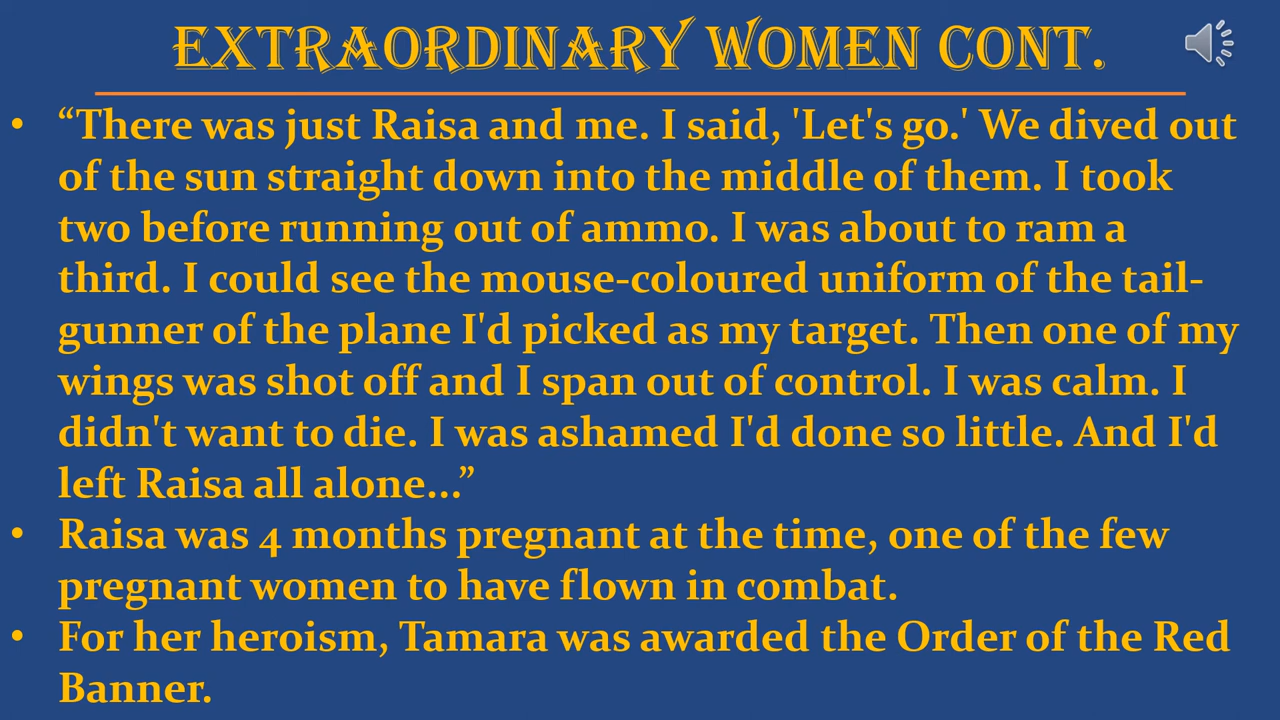 EXTRAORDINARY WOMEN CONT.
• “There was just Raisa and me. I said, 'Let's go.' We dived out
of the sun straight down into the middle of them. I took
two before running out of ammo. I was about to ram a
third. I could see the mouse-coloured uniform of the tail-
gunner of the plane I'd picked as my target. Then one of my
wings was shot off and I span out of control. I was calm. I
didn't want to die. I was ashamed I'd done so little. And I'd
left Raisa all alone…”
• Raisa was 4 months pregnant at the time, one of the few
pregnant women to have flown in combat.
• For her heroism, Tamara was awarded the Order of the Red
Banner.